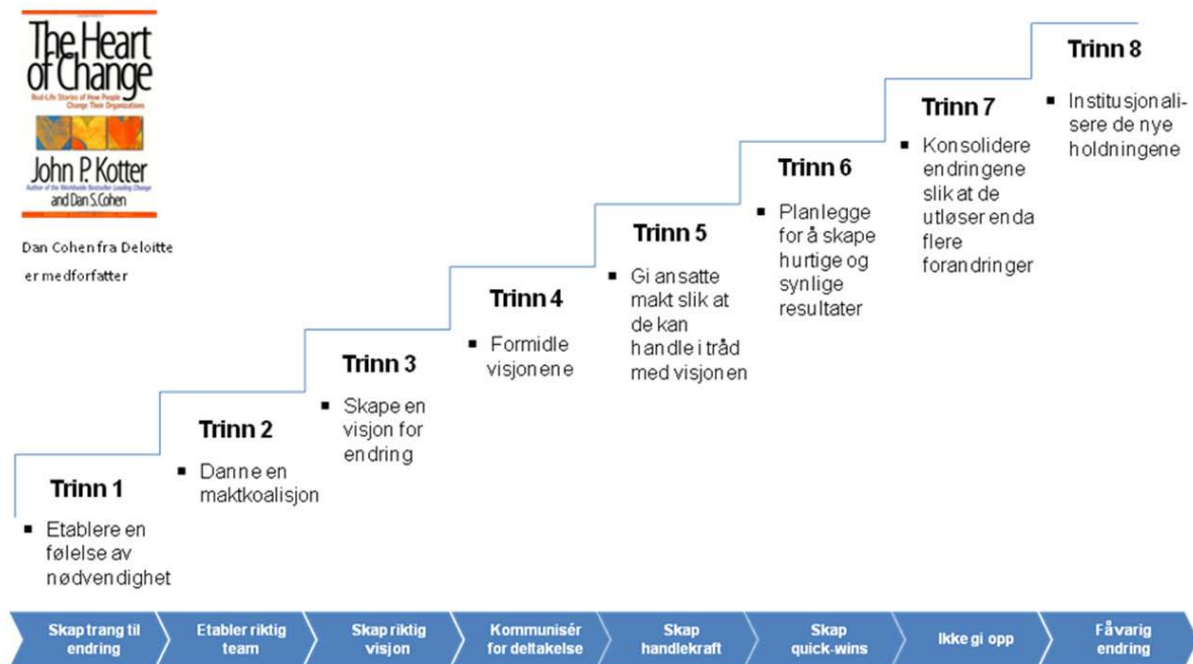 The Heart
of Change
Real-Life Stories of How People
Change Their Organizations
John P. Kotter
Author of the Worldwide Bestseller Leading Change
and Dan S. Cohen
Dan Cohen fra Deloitte
er medforfatter
Trinn 1
▪ Etablere en
følelse av
nødvendighet
Trinn 2
▪ Danne en
maktkoalisjon
Trinn 3
▪ Skape en
visjon for
endring
Trinn 4
▪ Formidle
visjonene
Trinn 5
▪ Gi ansatte
makt slik at
de kan
handle i tråd
med visjonen
Trinn 6
▪ Planlegge
for å skape
hurtige og
synlige
resultater
Trinn 7
▪ Konsolidere
endringene
slik at de
utløser enda
flere
forandringer
Trinn 8
▪ Institusjonali-
sere de nye
holdningene
Skap trang til
endring
Etabler riktig
team
Skap riktig
visjon
Kommunisér
for deltakelse
Skap
handlekraft
Skap
quick-wins
Ikke gi opp
Få varig
endring